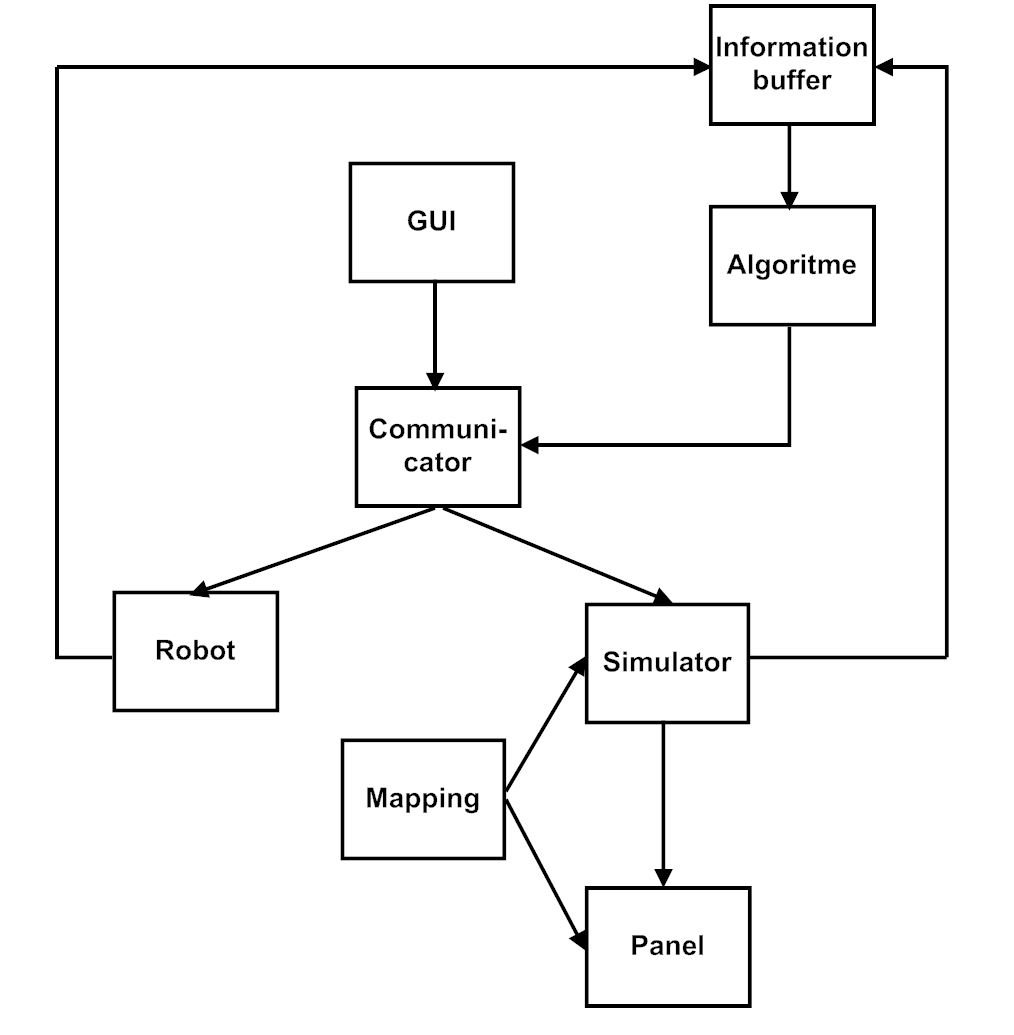 Information
buffer
GUI
Algoritme
Communi-
cator
Robot
Simulator
Mapping
Panel